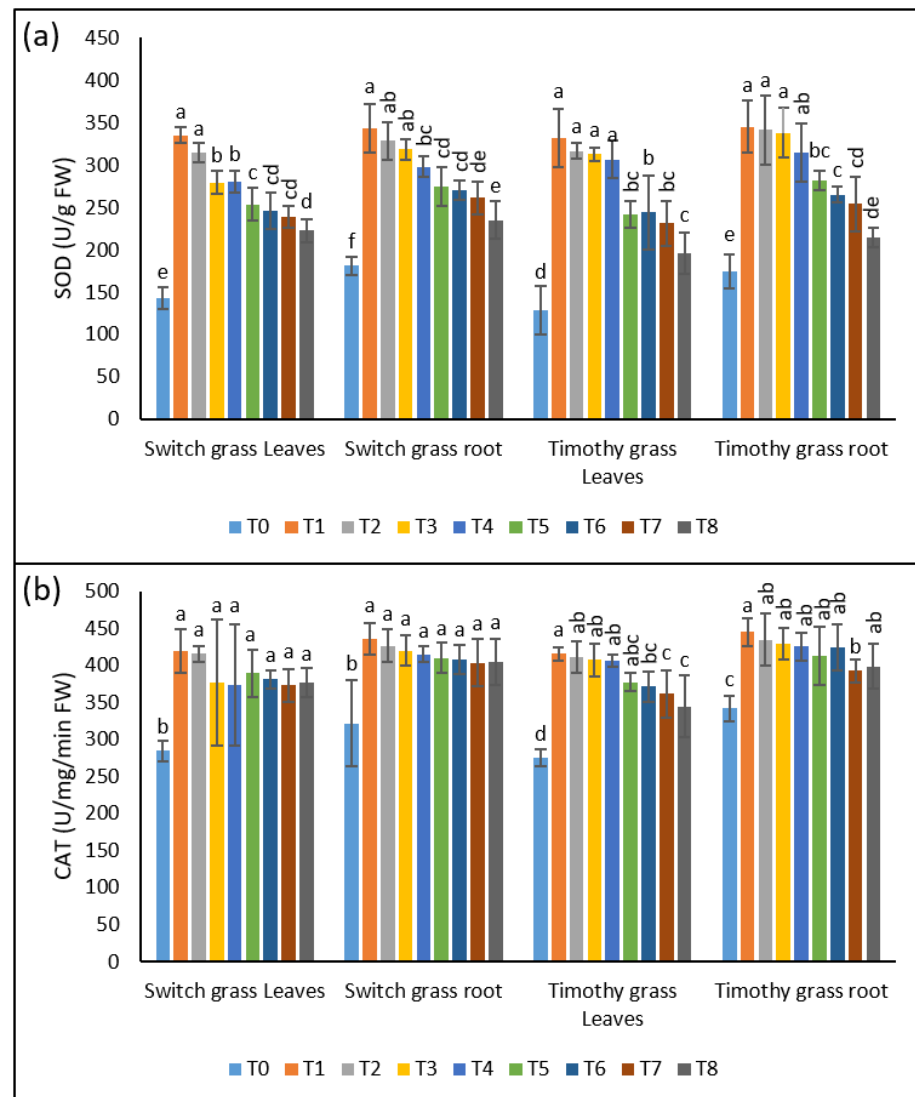 (a)
SOD (U/g FW)
450
400
350
300
250
200
150
100
50
0
e a a b b c cd cd d
f a ab ab bc cd cd de e
d a a a a bc b bc c
e a a a ab bc c cd de
Switch grass Leaves Switch grass root Timothy grass Leaves Timothy grass root
T0 T1 T2 T3 T4 T5 T6 T7 T8
(b)
CAT (U/mg/min FW)
500
450
400
350
300
250
200
150
100
50
0
b a a a a a a a a
b a a a a a a a a
d a ab ab ab abc bc c c
c a ab ab ab ab ab b ab
Switch grass Leaves Switch grass root Timothy grass Leaves Timothy grass root
T0 T1 T2 T3 T4 T5 T6 T7 T8